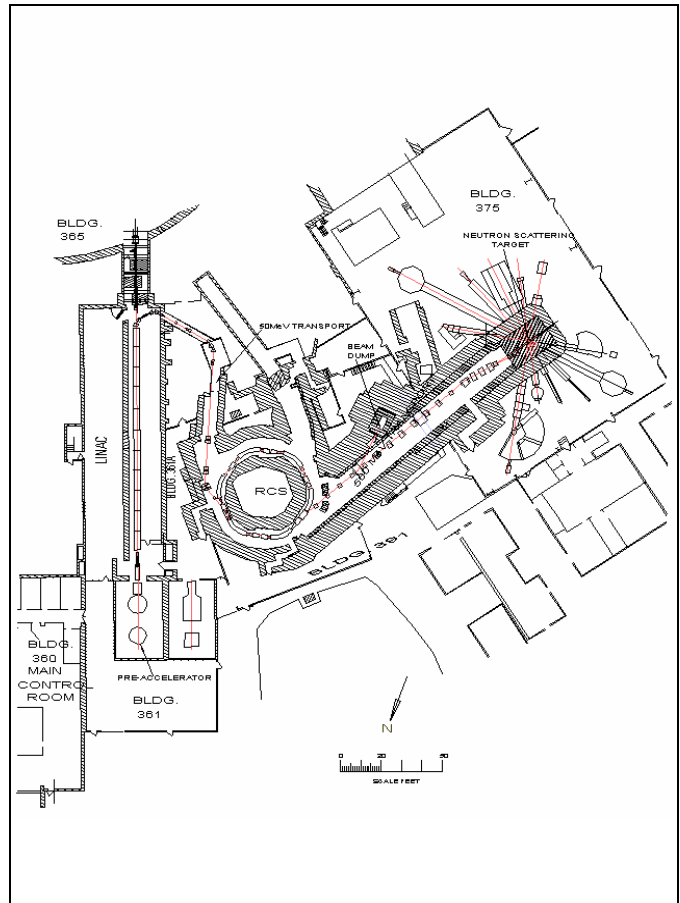 BLDG.
375
NEUTRON SCATTERING
TARGET
BLDG.
365
50MeV TRANSPORT
BEAM
DUMP
LINAC
BLDG.361A
RCS
BLDG. 391
BLDG.
360
MAIN
CONTROL
ROOM
PRE-ACCELERATOR
BLDG.
361
N
0
20
SCALE FEET